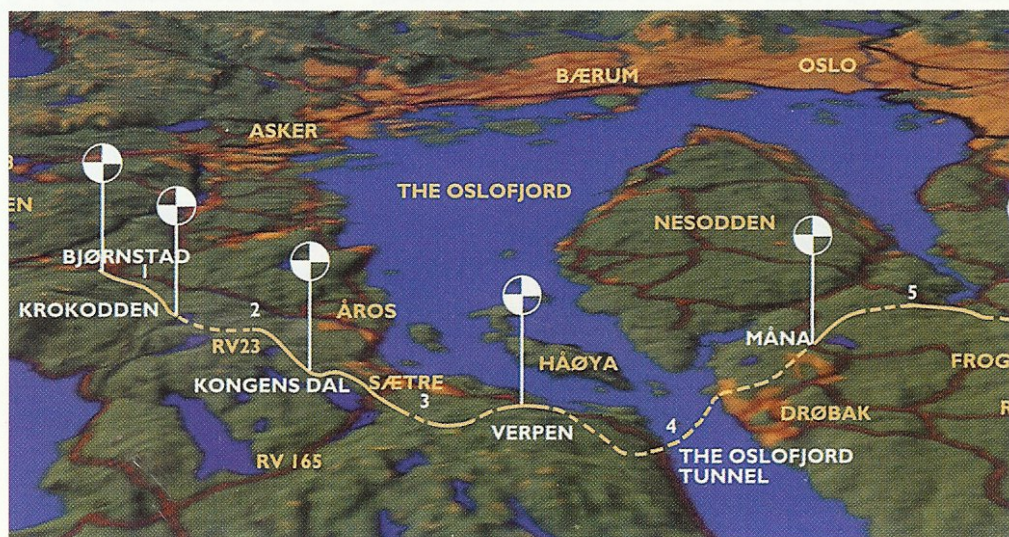 OSLO
BÆRUM
ASKER
THE OSLOFJORD
EN
NESODDEN
BJØRNSTAD
1
5
KROKODDEN
2
ÅROS
MÅNA
RV23
HÅØYA
FROG
KONGENS DAL
SÆTRE
3
VERPEN
4
DRØBAK
RV 165
THE OSLOFJORD
TUNNEL